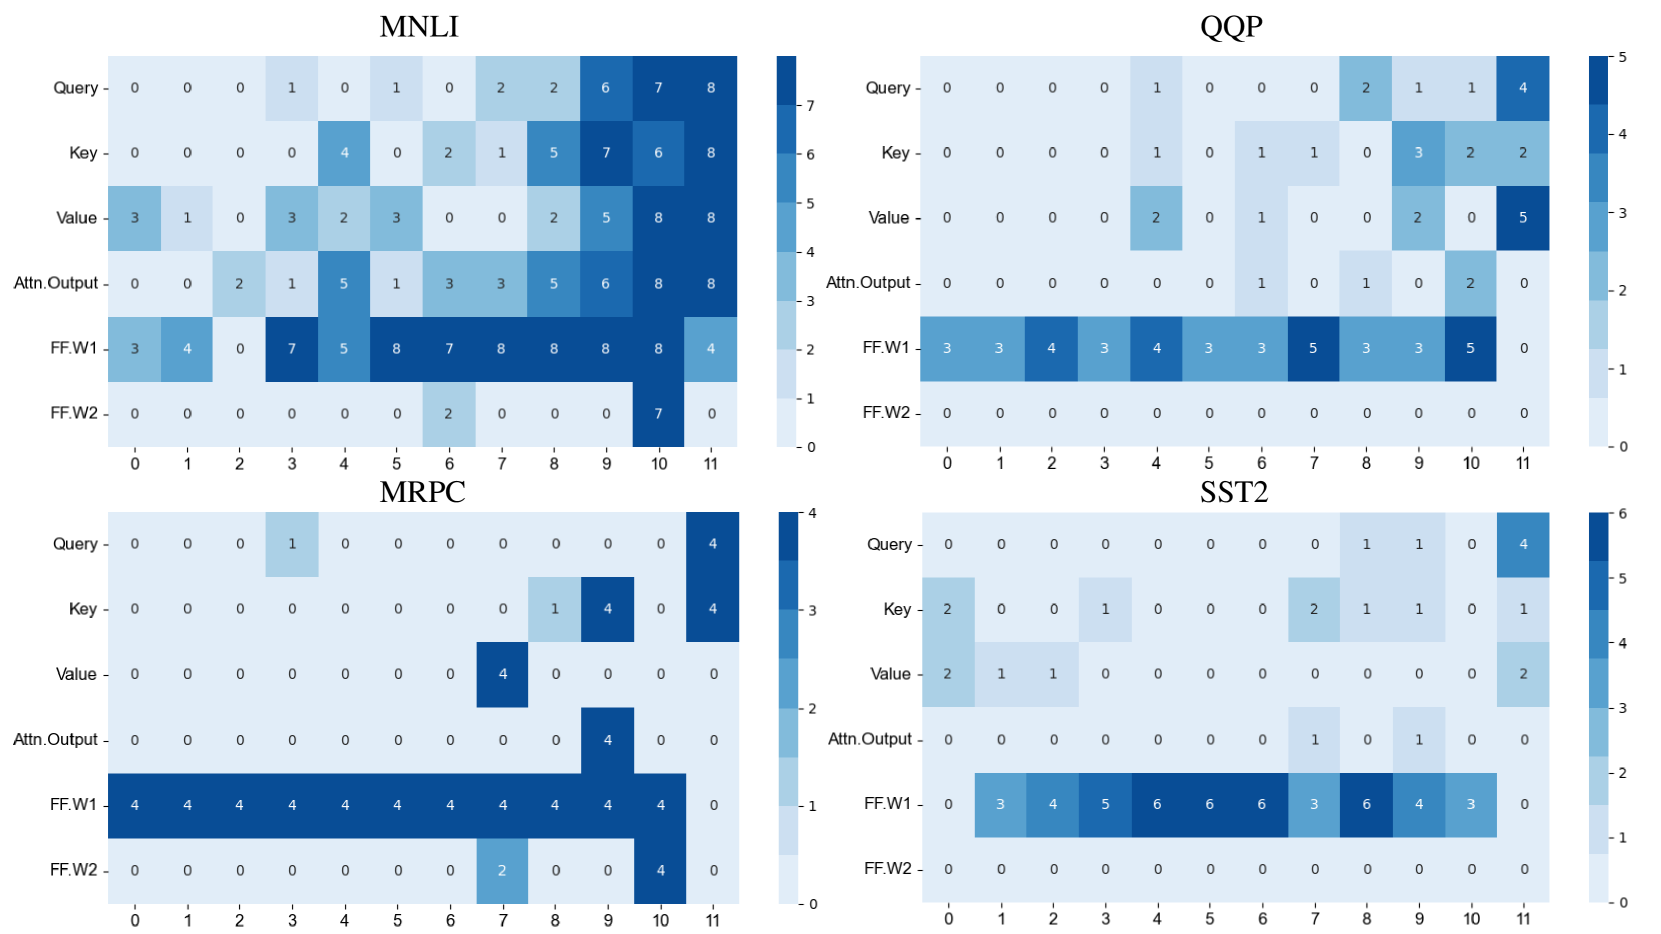 MNLI
Query 0 0 0 1 0 1 0 2 2 6 7 8
Key 0 0 0 0 4 0 2 1 5 7 6 8
Value 3 1 0 3 2 3 0 0 2 5 8 8
Attn.Output 0 0 2 1 5 1 3 3 5 6 8 8
FF.W1 3 4 0 7 5 8 7 8 8 8 8 4
FF.W2 0 0 0 0 0 0 2 0 0 0 7 0
0 1 2 3 4 5 6 7 8 9 10 11
7
6
5
4
3
2
1
0
QQP
Query 0 0 0 0 1 0 0 0 2 1 1 4
Key 0 0 0 0 1 0 1 1 0 3 2 2
Value 0 0 0 0 2 0 1 0 0 2 0 5
Attn.Output 0 0 0 0 0 0 1 0 1 0 2 0
FF.W1 3 3 4 3 4 3 3 5 3 3 5 0
FF.W2 0 0 0 0 0 0 0 0 0 0 0 0
0 1 2 3 4 5 6 7 8 9 10 11
5
4
3
2
1
0
MRPC
Query 0 0 0 1 0 0 0 0 0 0 0 4
Key 0 0 0 0 0 0 0 0 1 4 0 4
Value 0 0 0 0 0 0 0 4 0 0 0 0
Attn.Output 0 0 0 0 0 0 0 0 0 4 0 0
FF.W1 4 4 4 4 4 4 4 4 4 4 4 0
FF.W2 0 0 0 0 0 0 0 2 0 0 4 0
0 1 2 3 4 5 6 7 8 9 10 11
4
3
2
1
0
SST2
Query 0 0 0 0 0 0 0 0 1 1 0 4
Key 2 0 0 1 0 0 0 2 1 1 0 1
Value 2 1 1 0 0 0 0 0 0 0 0 2
Attn.Output 0 0 0 0 0 0 0 1 0 1 0 0
FF.W1 0 3 4 5 6 6 6 3 6 4 3 0
FF.W2 0 0 0 0 0 0 0 0 0 0 0 0
0 1 2 3 4 5 6 7 8 9 10 11
6
5
4
3
2
1
0